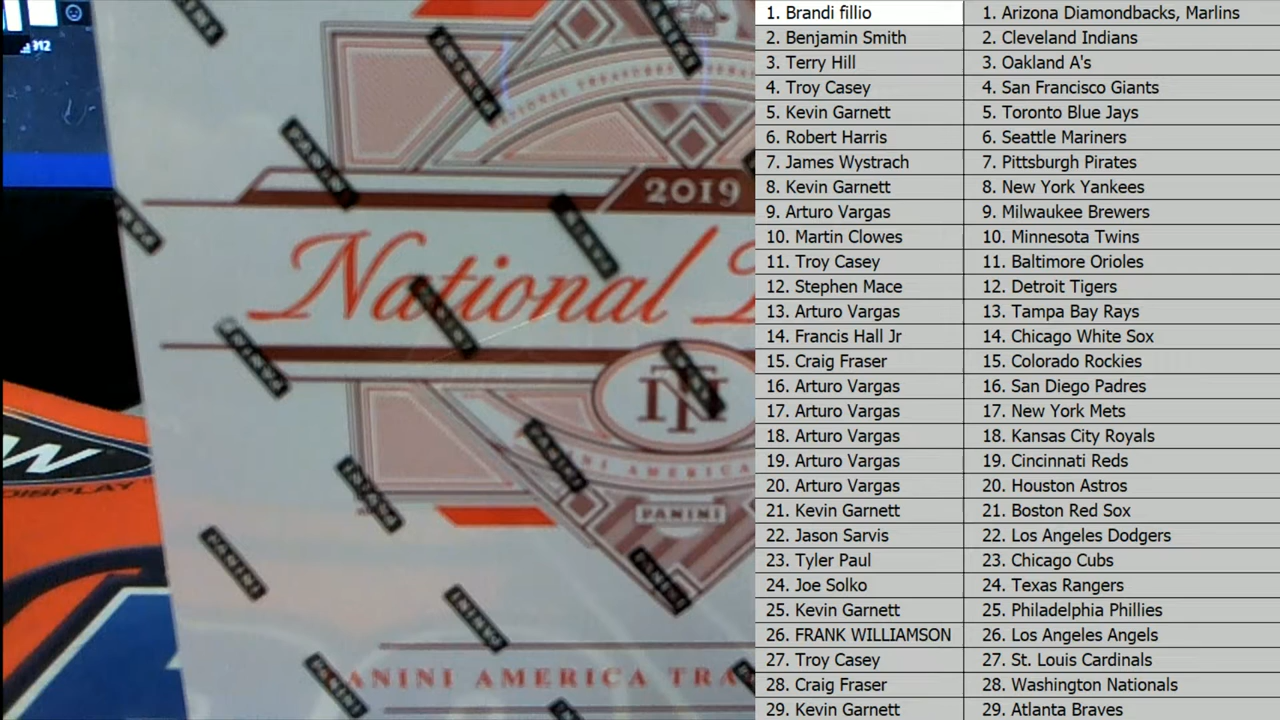 912
W
DISPLAY
2019
National
NT
PANINI AMERICA
PANINI
PANINI AMERICA
1. Brandi fillio 1. Arizona Diamondbacks, Marlins
2. Benjamin Smith 2. Cleveland Indians
3. Terry Hill 3. Oakland A's
4. Troy Casey 4. San Francisco Giants
5. Kevin Garnett 5. Toronto Blue Jays
6. Robert Harris 6. Seattle Mariners
7. James Wystrach 7. Pittsburgh Pirates
8. Kevin Garnett 8. New York Yankees
9. Arturo Vargas 9. Milwaukee Brewers
10. Martin Clowes 10. Minnesota Twins
11. Troy Casey 11. Baltimore Orioles
12. Stephen Mace 12. Detroit Tigers
13. Arturo Vargas 13. Tampa Bay Rays
14. Francis Hall Jr 14. Chicago White Sox
15. Craig Fraser 15. Colorado Rockies
16. Arturo Vargas 16. San Diego Padres
17. Arturo Vargas 17. New York Mets
18. Arturo Vargas 18. Kansas City Royals
19. Arturo Vargas 19. Cincinnati Reds
20. Arturo Vargas 20. Houston Astros
21. Kevin Garnett 21. Boston Red Sox
22. Jason Sarvis 22. Los Angeles Dodgers
23. Tyler Paul 23. Chicago Cubs
24. Joe Solko 24. Texas Rangers
25. Kevin Garnett 25. Philadelphia Phillies
26. FRANK WILLIAMSON 26. Los Angeles Angels
27. Troy Casey 27. St. Louis Cardinals
28. Craig Fraser 28. Washington Nationals
29. Kevin Garnett 29. Atlanta Braves